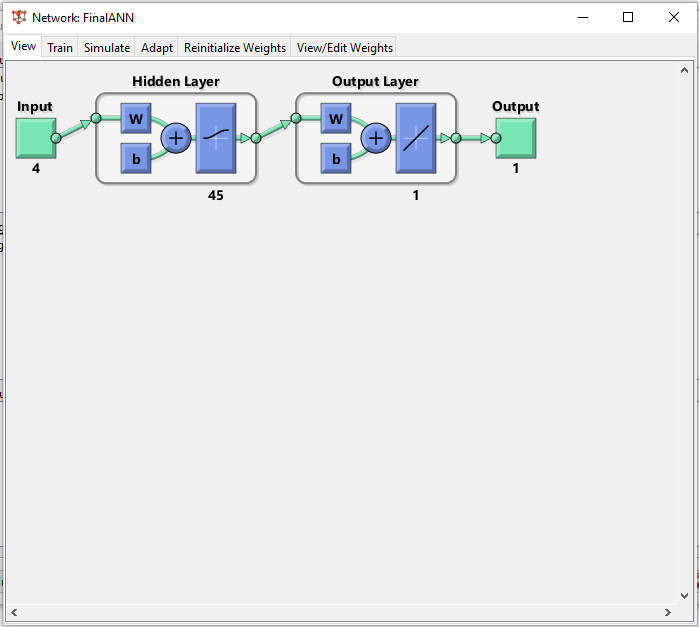 Network: FinalANN
View Train Simulate Adapt Reinitialize Weights View/Edit Weights
Hidden Layer Output Layer
Input Output
W W
b b
4 1
45 1